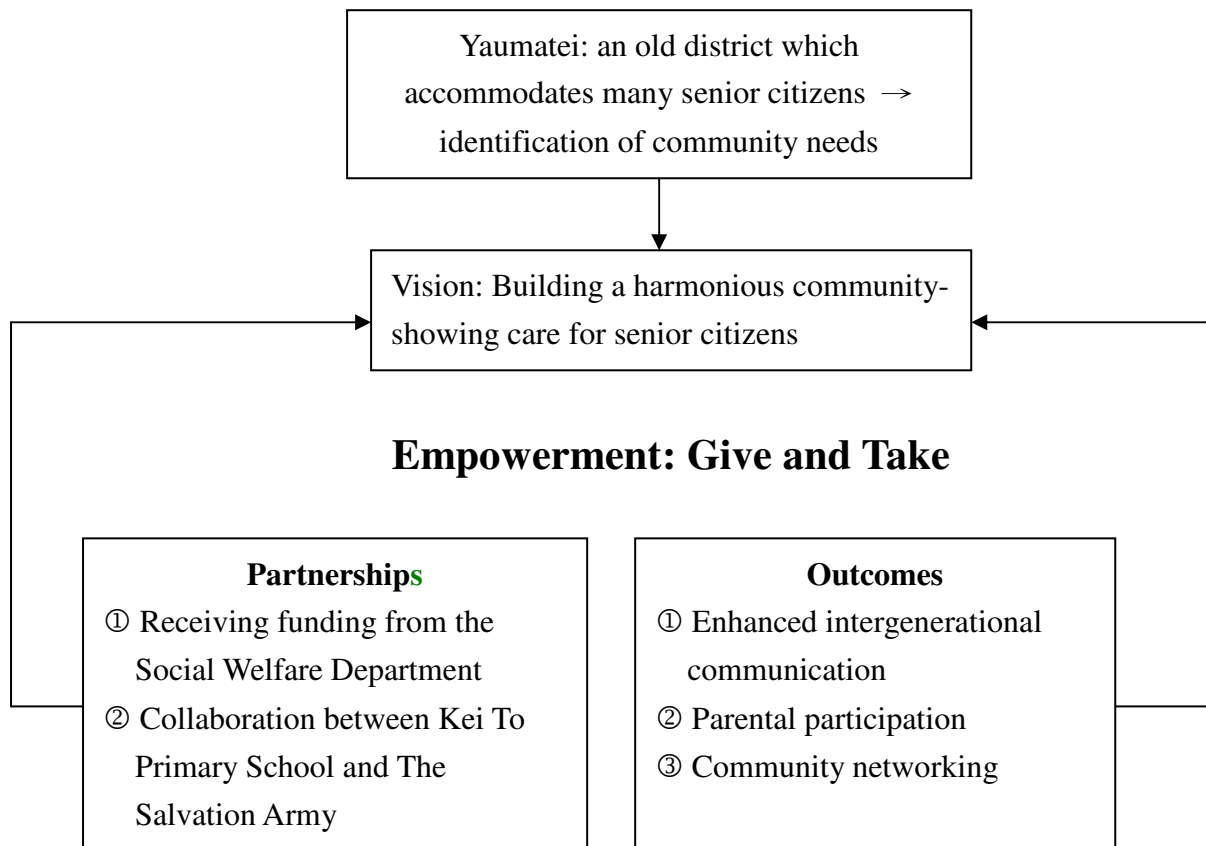 Yaumatei: an old district which
accommodates many senior citizens →
identification of community needs
Vision: Building a harmonious community-
showing care for senior citizens
Empowerment: Give and Take
Partnerships
① Receiving funding from the
Social Welfare Department
② Collaboration between Kei To
Primary School and The
Salvation Army
Outcomes
① Enhanced intergenerational
communication
② Parental participation
③ Community networking